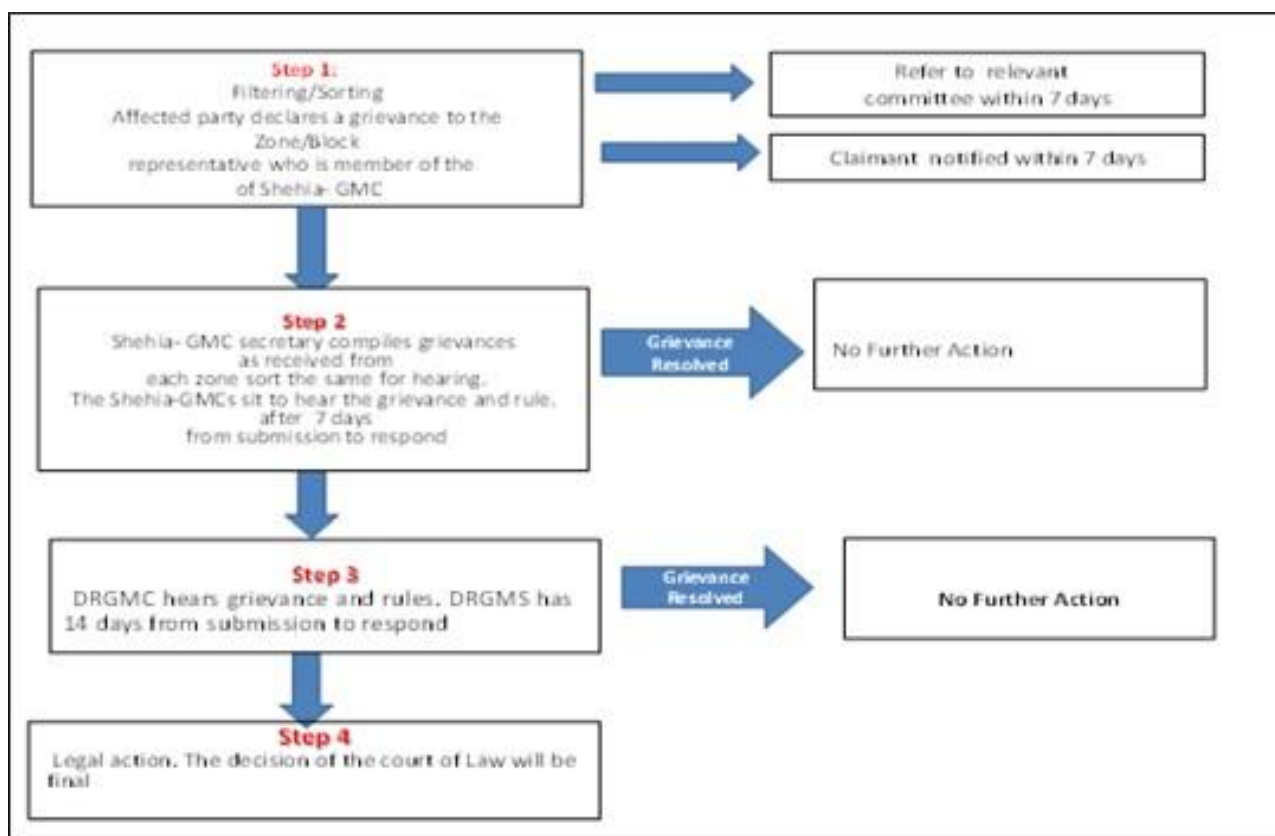 Step 1:
Filtering/Sorting
Affected party declares a grievance to the
Zone/Block
representative who is member of the
of Shehia- GMC
Refer to relevant
committee within 7 days
Claimant notified within 7 days
Step 2
Shehia- GMC secretary compiles grievances
as received from
each zone sort the same for hearing.
The Shehia-GMCs sit to hear the grievance and rule.
after 7 days
from submission to respond
Grievance
Resolved
No Further Action
Step 3
DRGMC hears grievance and rules. DRGMS has
14 days from submission to respond
Grievance
Resolved
No Further Action
Step 4
Legal action. The decision of the court of Law will be
final